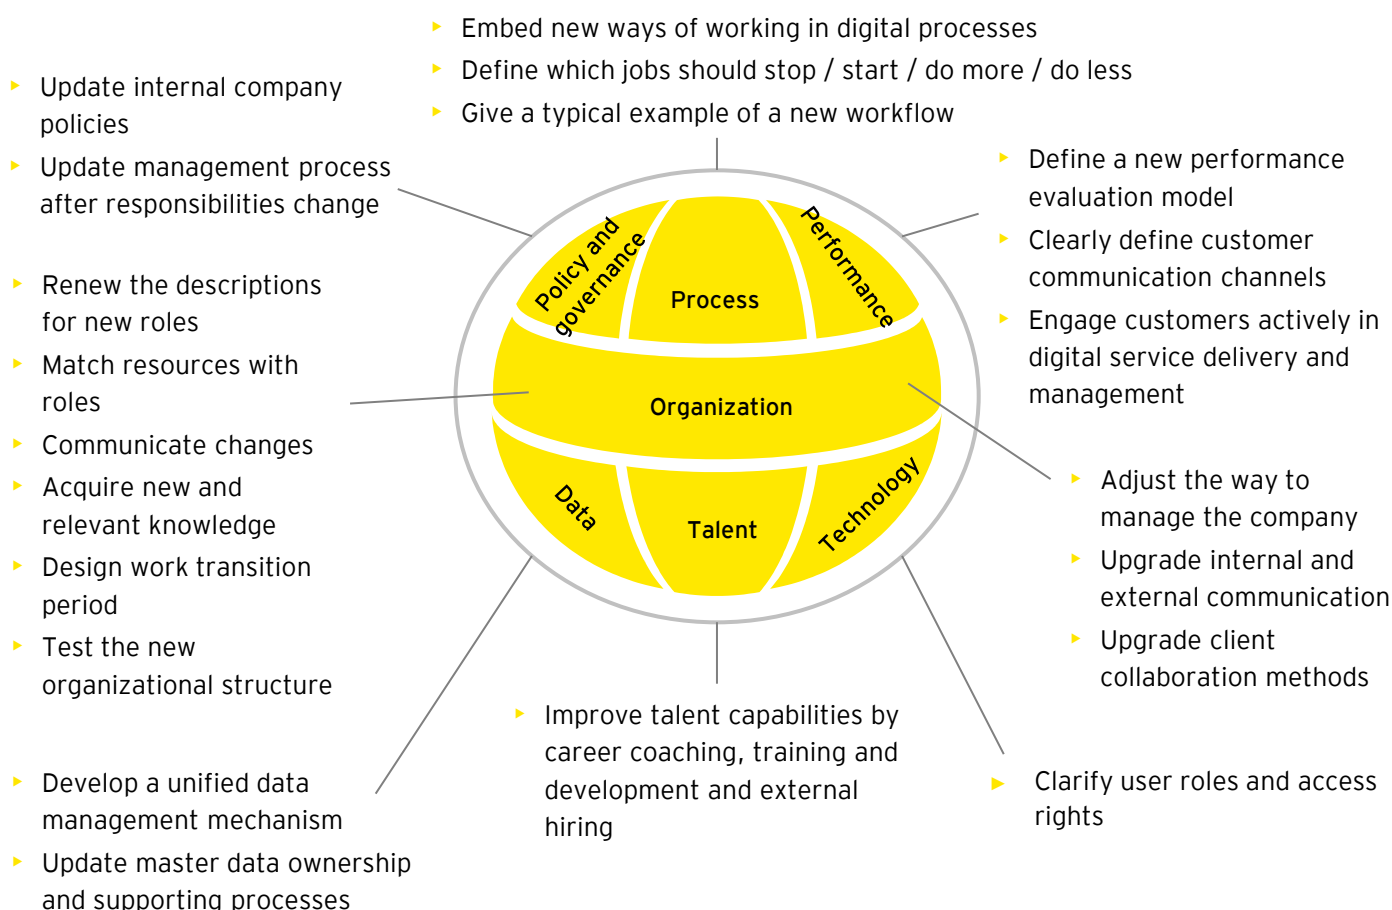 Embed new ways of working in digital processes
Define which jobs should stop / start / do more / do less
Give a typical example of a new workflow
Update internal company
policies
Update management process
after responsibilities change
Define a new performance
evaluation model
Clearly define customer
communication channels
Engage customers actively in
digital service delivery and
management
Policy and
governance
Process
Performance
Organization
Data
Talent
Technology
Renew the descriptions
for new roles
Match resources with
roles
Communicate changes
Acquire new and
relevant knowledge
Design work transition
period
Test the new
organizational structure
Adjust the way to
manage the company
Upgrade internal and
external communication
Upgrade client
collaboration methods
Develop a unified data
management mechanism
Update master data ownership
and supporting processes
Improve talent capabilities by
career coaching, training and
development and external
hiring
Clarify user roles and access
rights